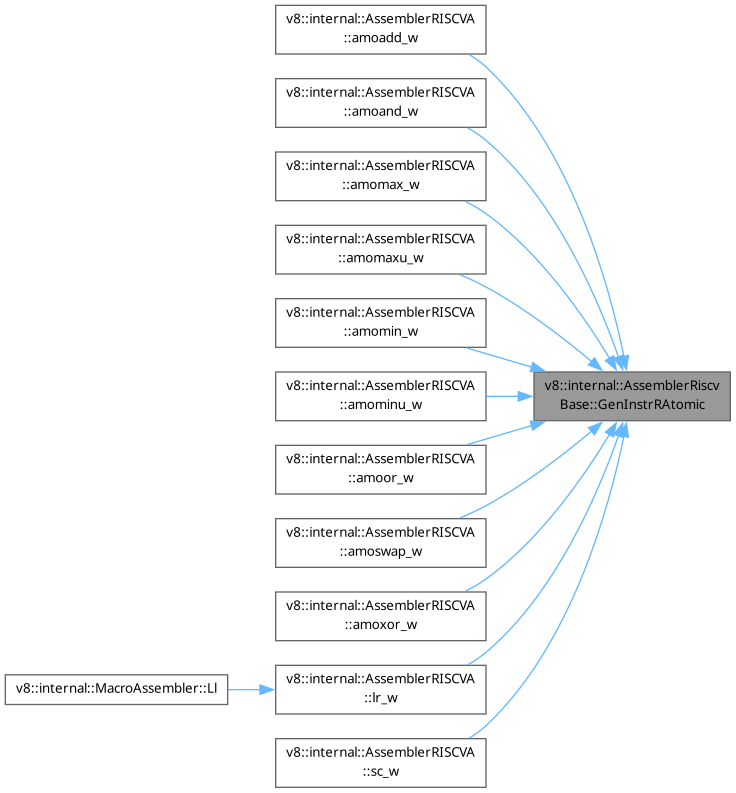 v8::internal::AssemblerRISCVA
::amoadd_w
v8::internal::AssemblerRISCVA
::amoand_w
v8::internal::AssemblerRISCVA
::amomax_w
v8::internal::AssemblerRISCVA
::amomaxu_w
v8::internal::AssemblerRISCVA
::amomin_w
v8::internal::AssemblerRISCVA
::amominu_w
v8::internal::AssemblerRiscv
Base::GenInstrRAtomic
v8::internal::AssemblerRISCVA
::amoor_w
v8::internal::AssemblerRISCVA
::amoswap_w
v8::internal::AssemblerRISCVA
::amoxor_w
v8::internal::MacroAssembler::Ll
v8::internal::AssemblerRISCVA
::lr_w
v8::internal::AssemblerRISCVA
::sc_w